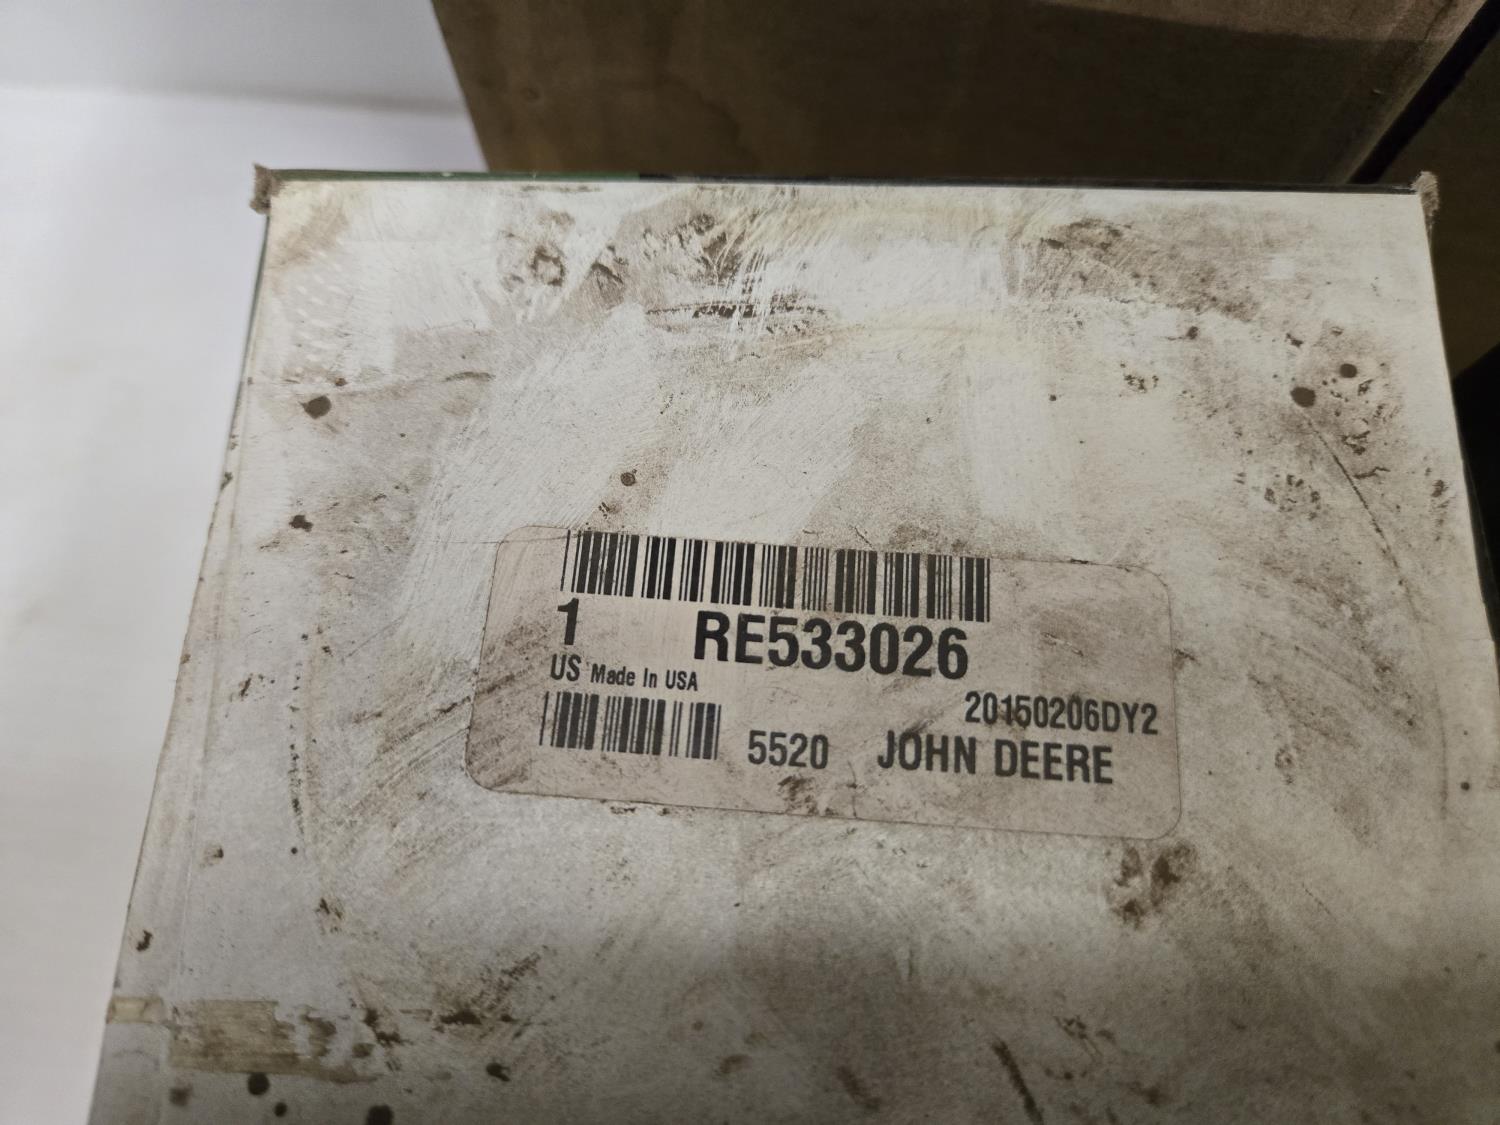 1 RE533026
US Made In USA
20150206DY2
5520 JOHN DEERE